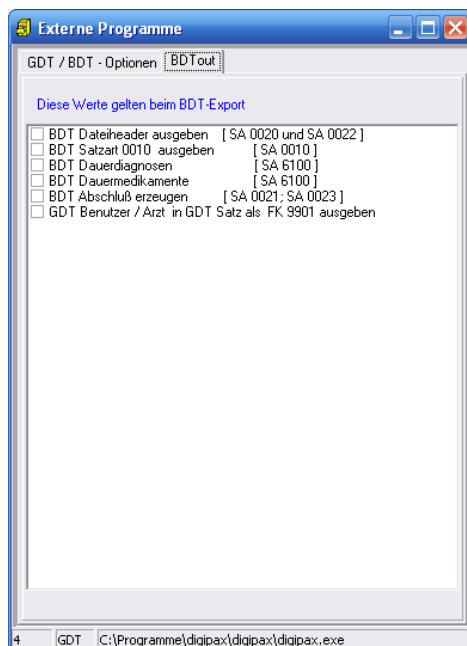 Externe Programme
GDT / BDT - Optionen BDTout
Diese Werte gelten beim BDT-Export
BDT Dateiheader ausgeben [ SA 0020 und SA 0022 ]
BDT Satzart 0010 ausgeben [ SA 0010 ]
BDT Dauerdiagnosen [ SA 6100 ]
BDT Dauermedikamente [ SA 6100 ]
BDT Abschluß erzeugen [ SA 0021; SA 0023 ]
GDT Benutzer / Arzt in GDT Satz als FK 9901 ausgeben
4 GDT C:\Programme\digipax\digipax\digipax.exe